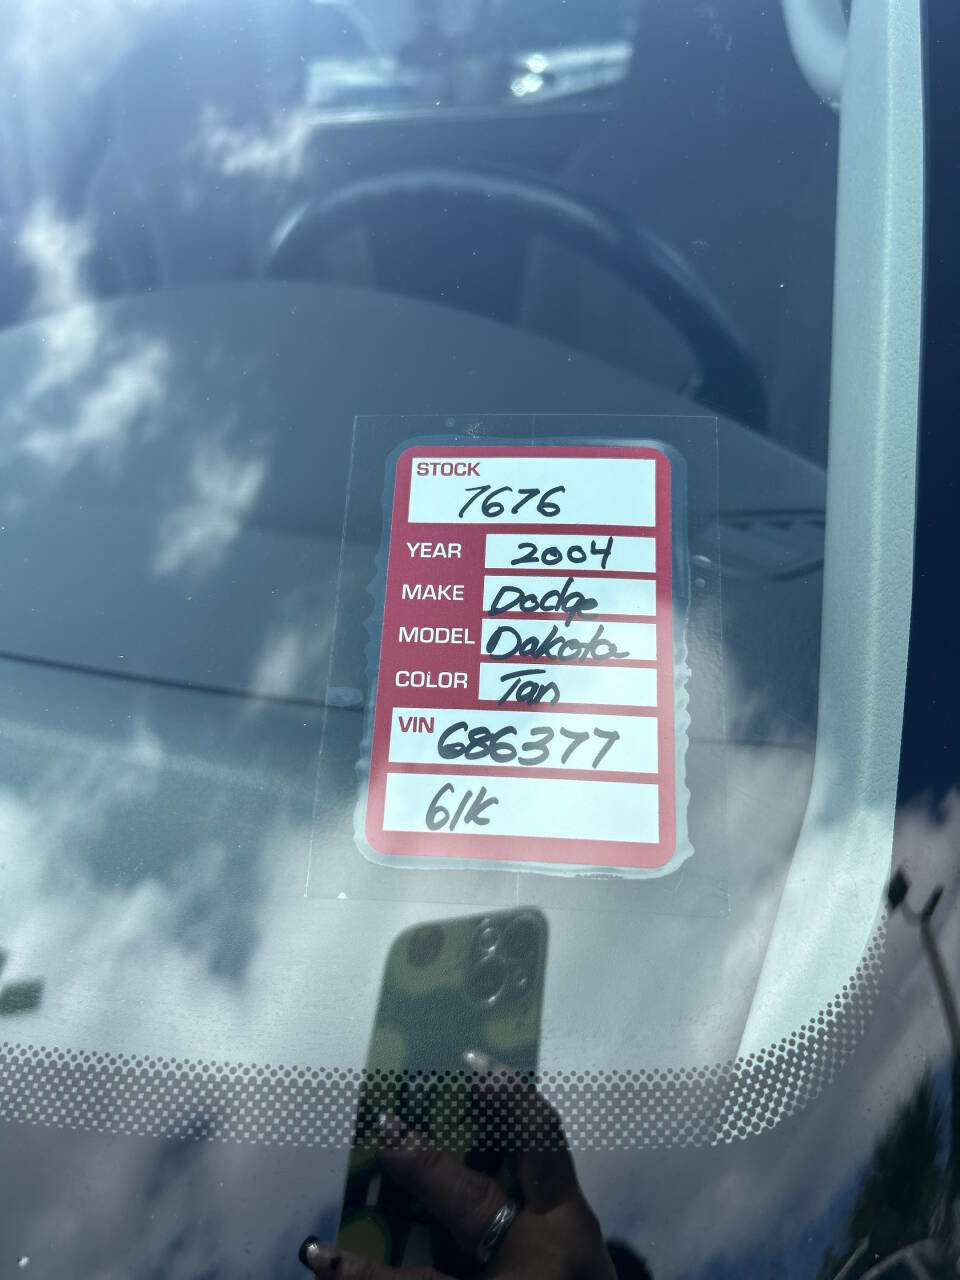 STOCK
7676
YEAR 2004
MAKE Dodge
MODEL Dakota
COLOR Tan
VIN 686377
61k